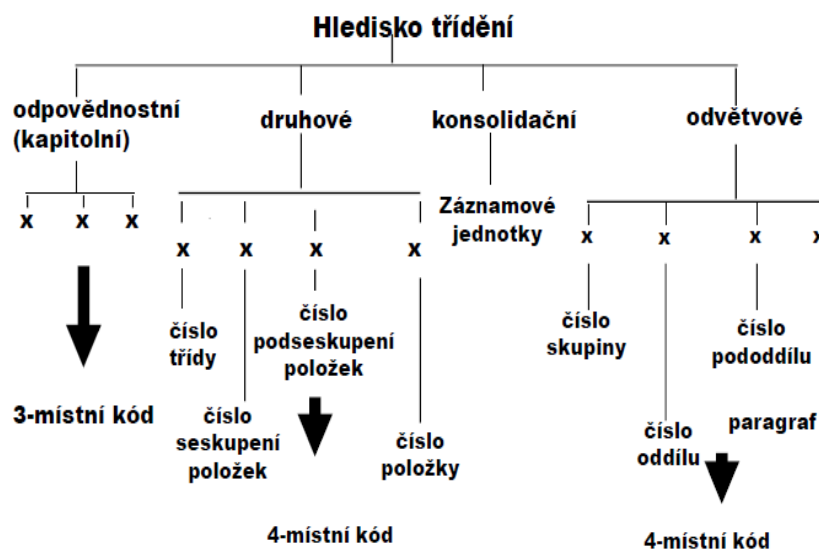 Hledisko třídění
odpovědnostní
(kapitolní)
druhové
konsolidační
odvětvové
x x x
x x x x
Záznamové
jednotky
x x x x
číslo
třídy
číslo
podseskupení
položek
číslo
skupiny
číslo
pododdílu
3-místní kód
číslo
seskupení
položek
číslo
položky
číslo
oddílu
paragraf
4-místní kód
4-místní kód